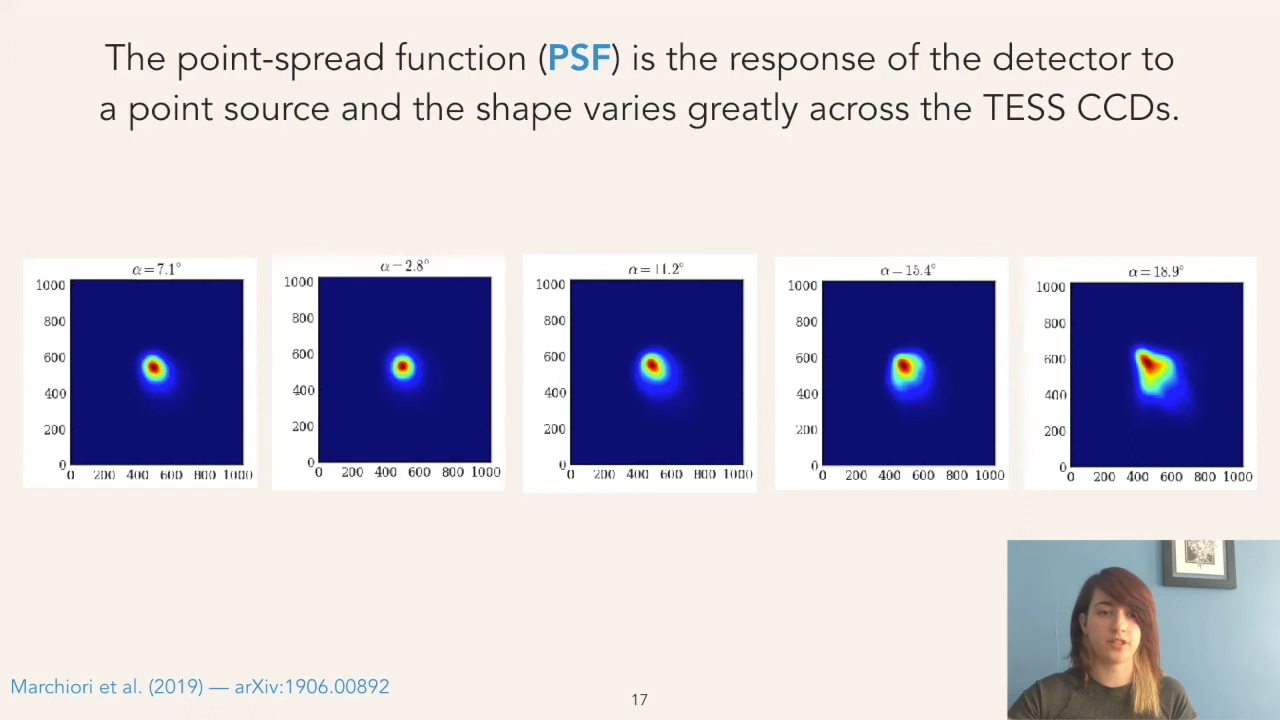 The point-spread function (PSF) is the response of the detector to
a point source and the shape varies greatly across the TESS CCDs.
α = 7.1°
1000
800
600
400
200
0
0 200 400 600 800 1000
α = 2.8°
1000
800
600
400
200
0
0 200 400 600 800 1000
α = 11.2°
1000
800
600
400
200
0
0 200 400 600 800 1000
α = 15.4°
1000
800
600
400
200
0
0 200 400 600 800 1000
α = 18.9°
1000
800
600
400
200
0
0 200 400 600 800 1000
Marchiori et al. (2019) — arXiv:1906.00892
17